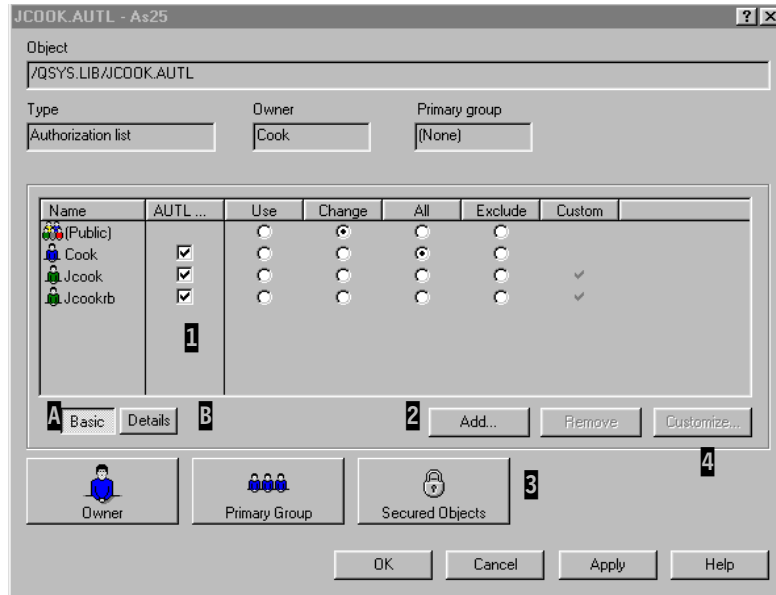 JCOOK.AUTL - As25
Object
/QSYS.LIB/JCOOK.AUTL
Type Owner Primary group
Authorization list Cook (None)
Name AUTL ... Use Change All Exclude Custom
(Public)
Cook
Jcook
Jcookrb
1
A Basic Details B 2 Add... Remove Customize...
4
Owner Primary Group Secured Objects 3
OK Cancel Apply Help